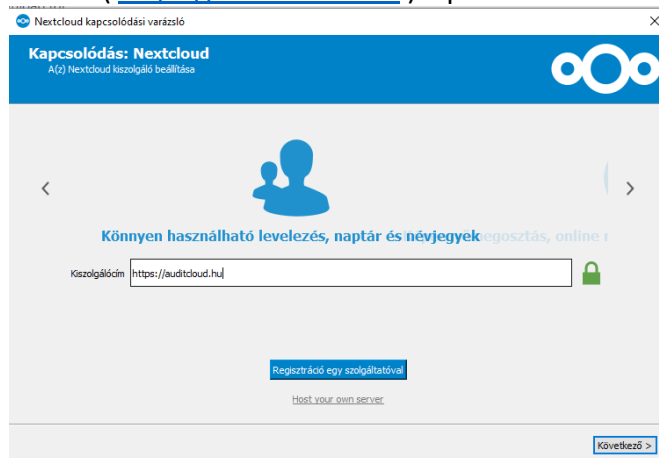 Nextcloud kapcsolódási varázsló
Kapcsolódás: Nextcloud
A(z) Nextcloud kiszolgáló beállítása
Könnyen használható levelezés, naptár és névjegyek
Kiszolgálócím https://auditcloud.hu
Regisztráció egy szolgáltatóval
Host your own server
Következő >